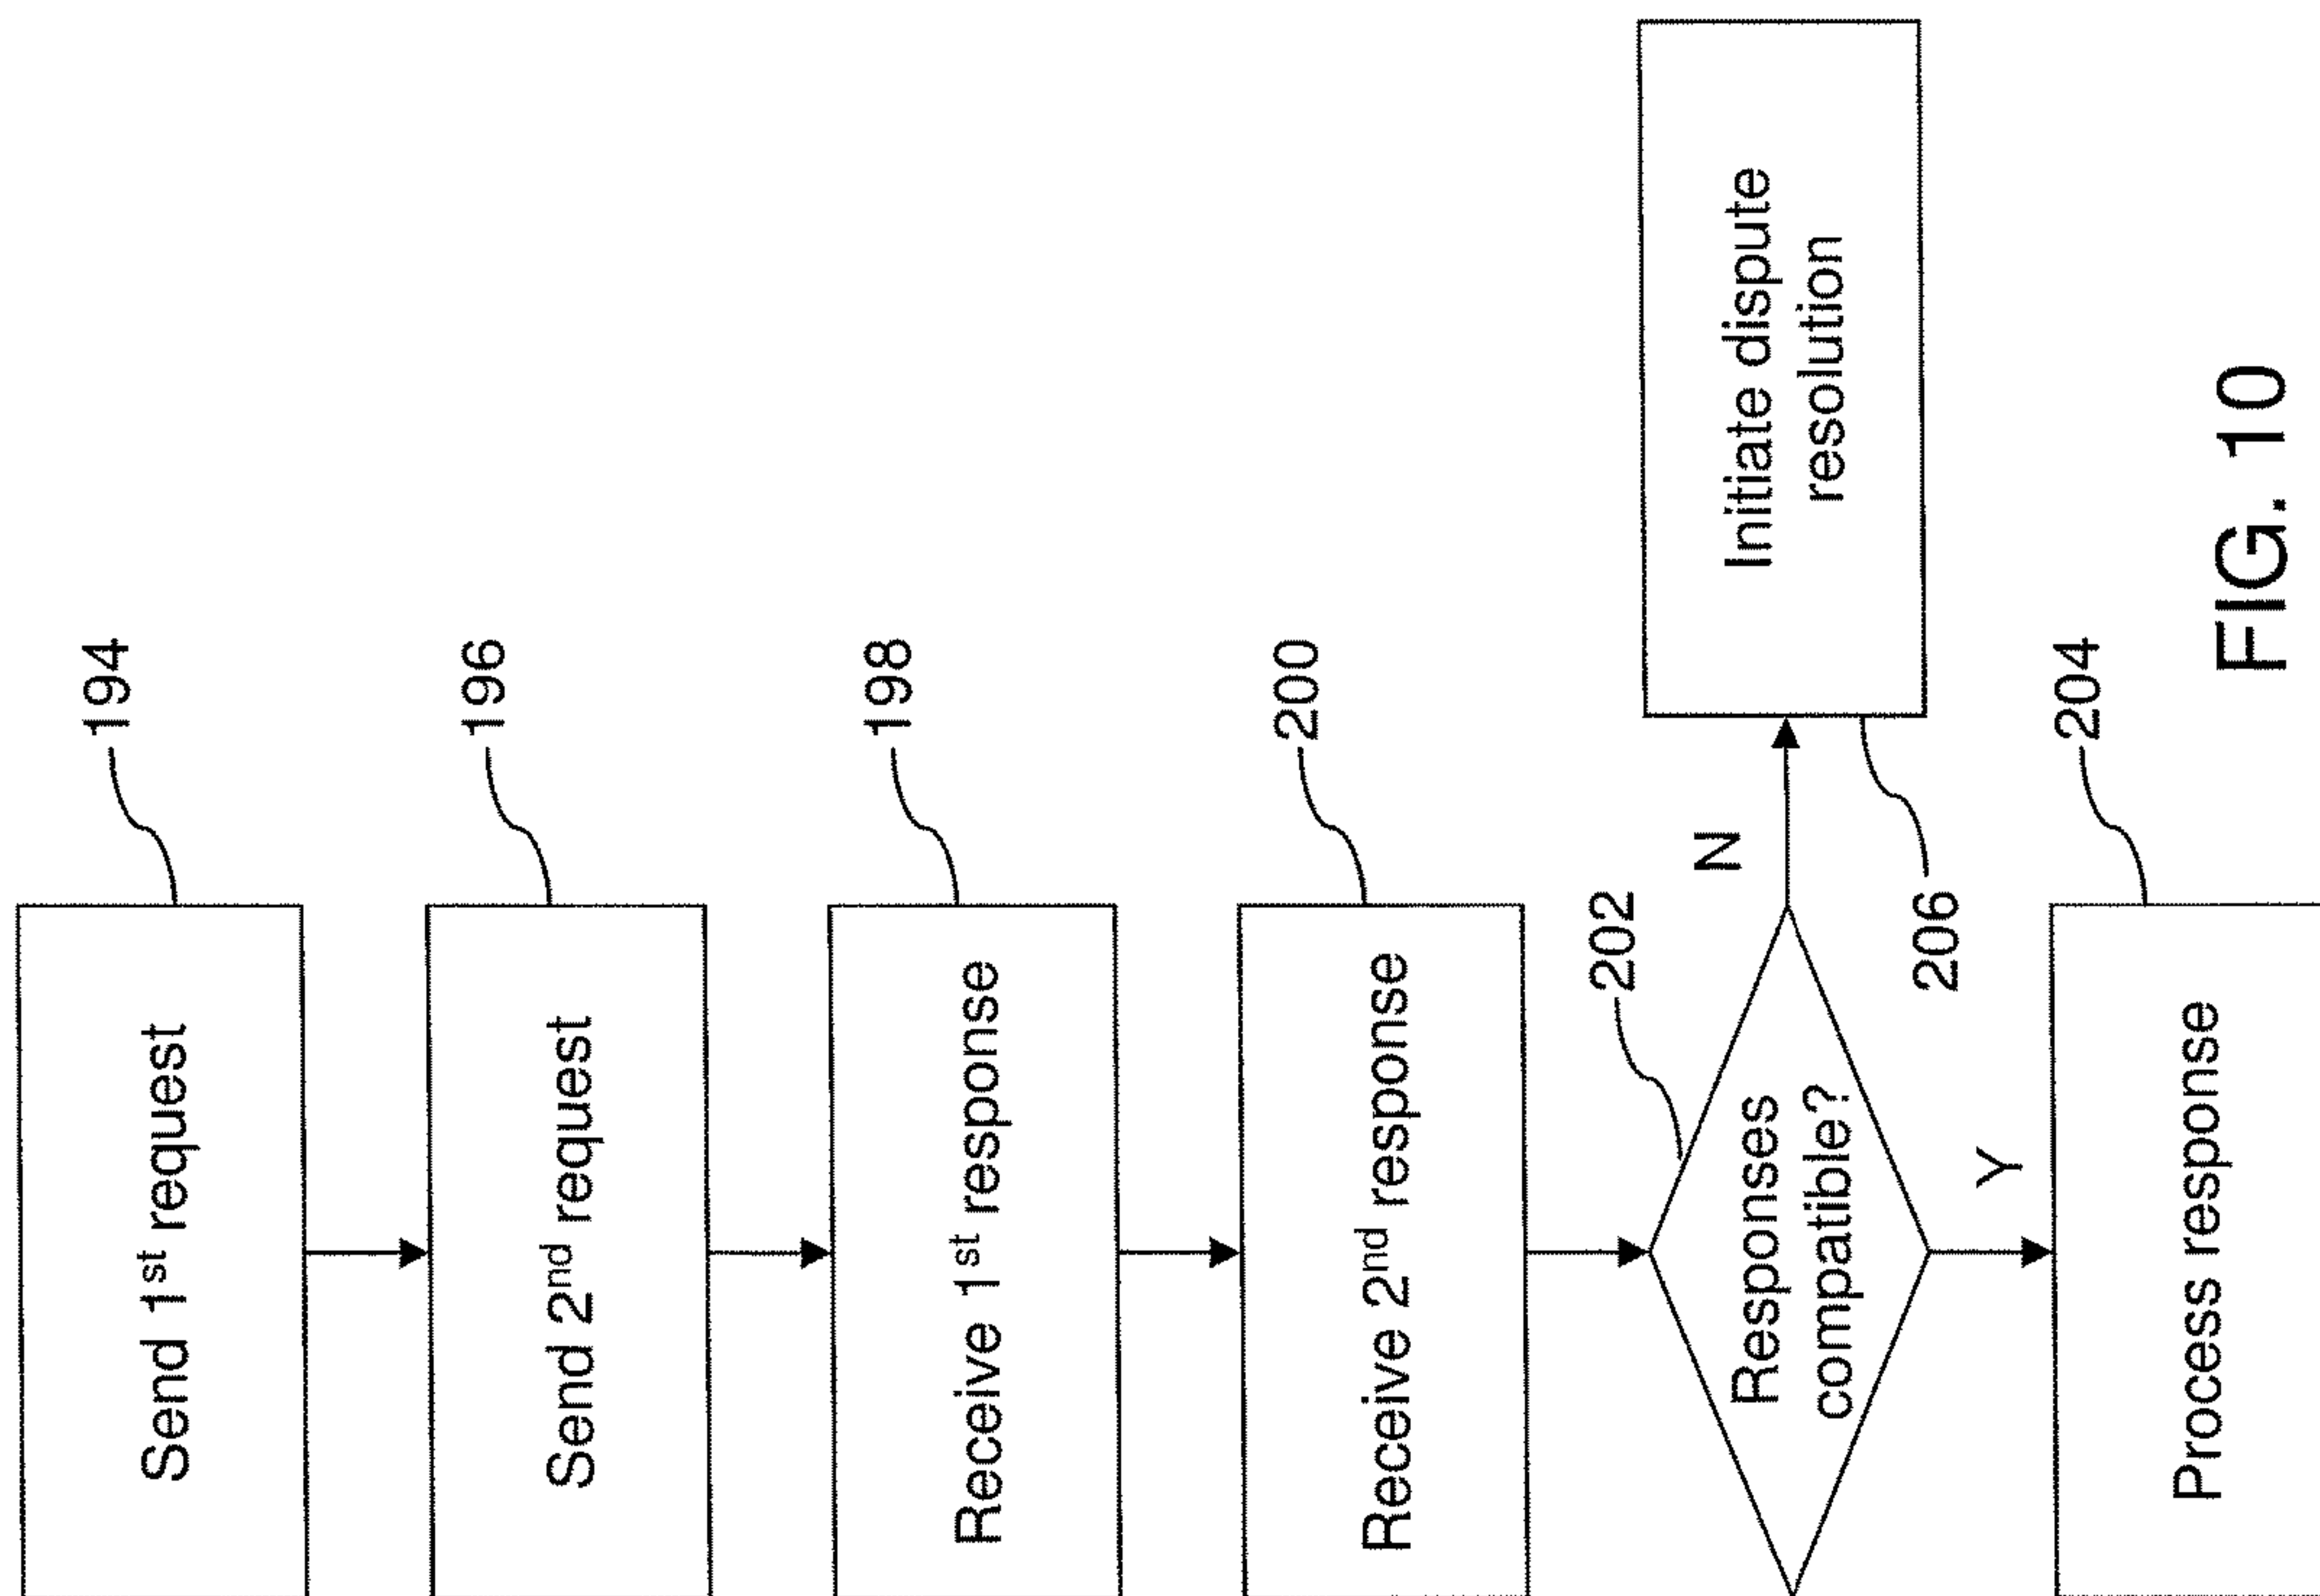 Send 1st request
194
Send 2nd request
196
Receive 1st response
198
Receive 2nd response
200
Responses
compatible?
202
N
Initiate dispute
resolution
206
Y
Process response
204
FIG. 10